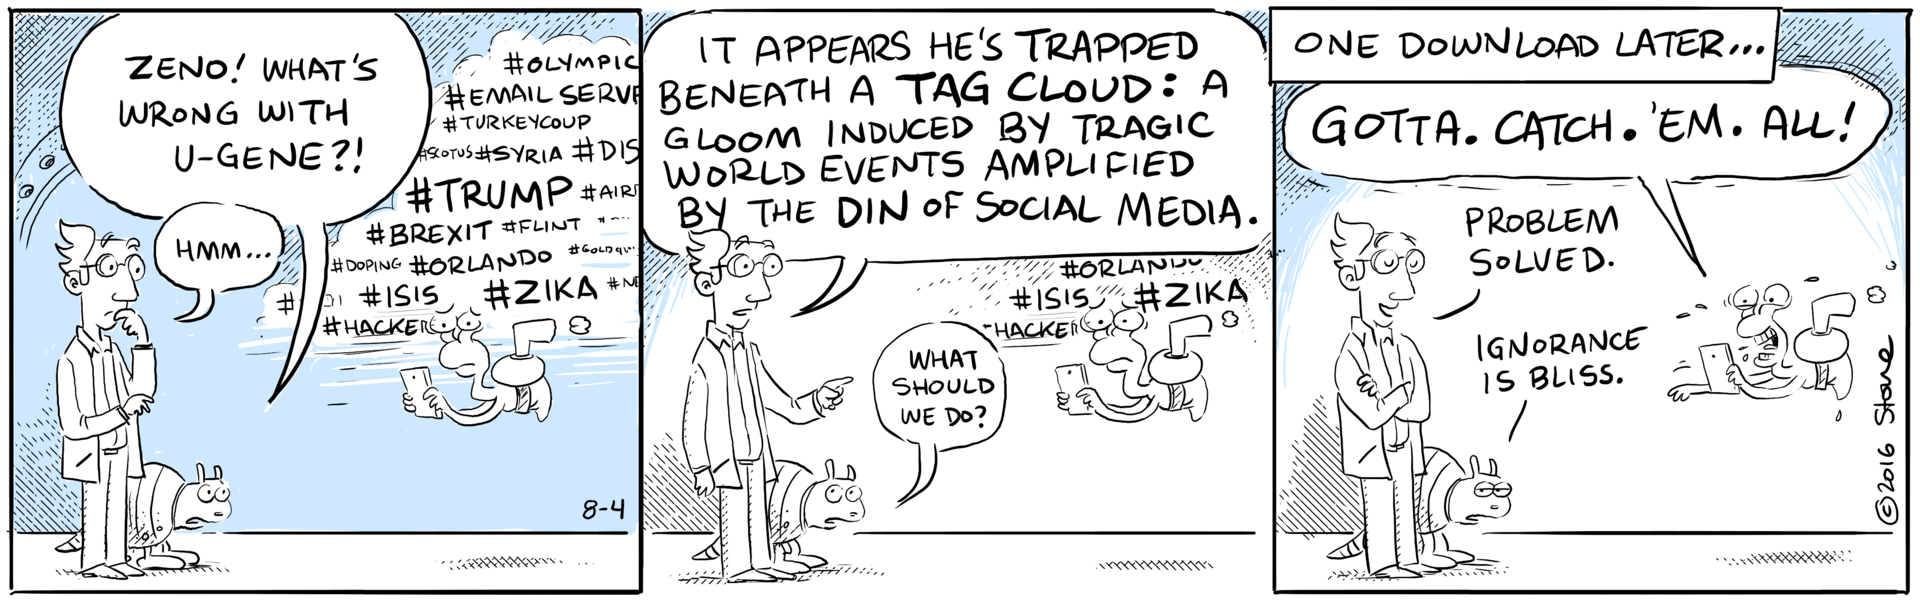 ZENO! WHAT'S
WRONG WITH
U-GENE?!
HMM...
#OLYMPIC
#EMAIL SERVE
#TURKEYCOUP
#SCOTUS #SYRIA #DIS
#TRUMP #AIR
#BREXIT #FLINT
#DOPING #ORLANDO
#ISIS #ZIKA #NE
#HACKER
8-4
IT APPEARS HE'S TRAPPED
BENEATH A TAG CLOUD: A
GLOOM INDUCED BY TRAGIC
WORLD EVENTS AMPLIFIED
BY THE DIN OF SOCIAL MEDIA.
#ORLANDO
#ISIS #ZIKA
HACKER
WHAT
SHOULD
WE DO?
ONE DOWNLOAD LATER...
GOTTA. CATCH. 'EM. ALL!
PROBLEM
SOLVED.
IGNORANCE
IS BLISS.
©2016 Stone